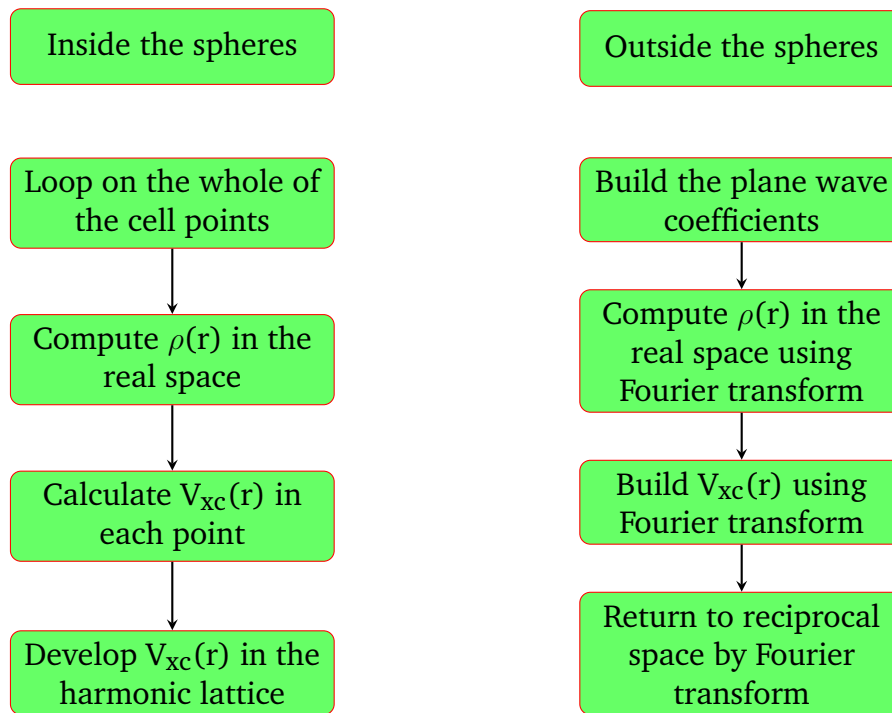 Inside the spheres
Loop on the whole of
the cell points
Compute ρ(r) in the
real space
Calculate Vxc(r) in
each point
Develop Vxc(r) in the
harmonic lattice
Outside the spheres
Build the plane wave
coefficients
Compute ρ(r) in the
real space using
Fourier transform
Build Vxc(r) using
Fourier transform
Return to reciprocal
space by Fourier
transform